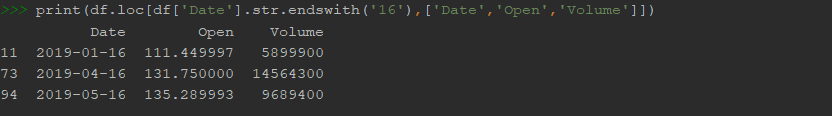 >>> print(df.loc[df['Date'].str.endswith('16'),['Date','Open','Volume']])
Date Open Volume
11 2019-01-16 111.449997 5899900
73 2019-04-16 131.750000 14564300
94 2019-05-16 135.289993 9689400